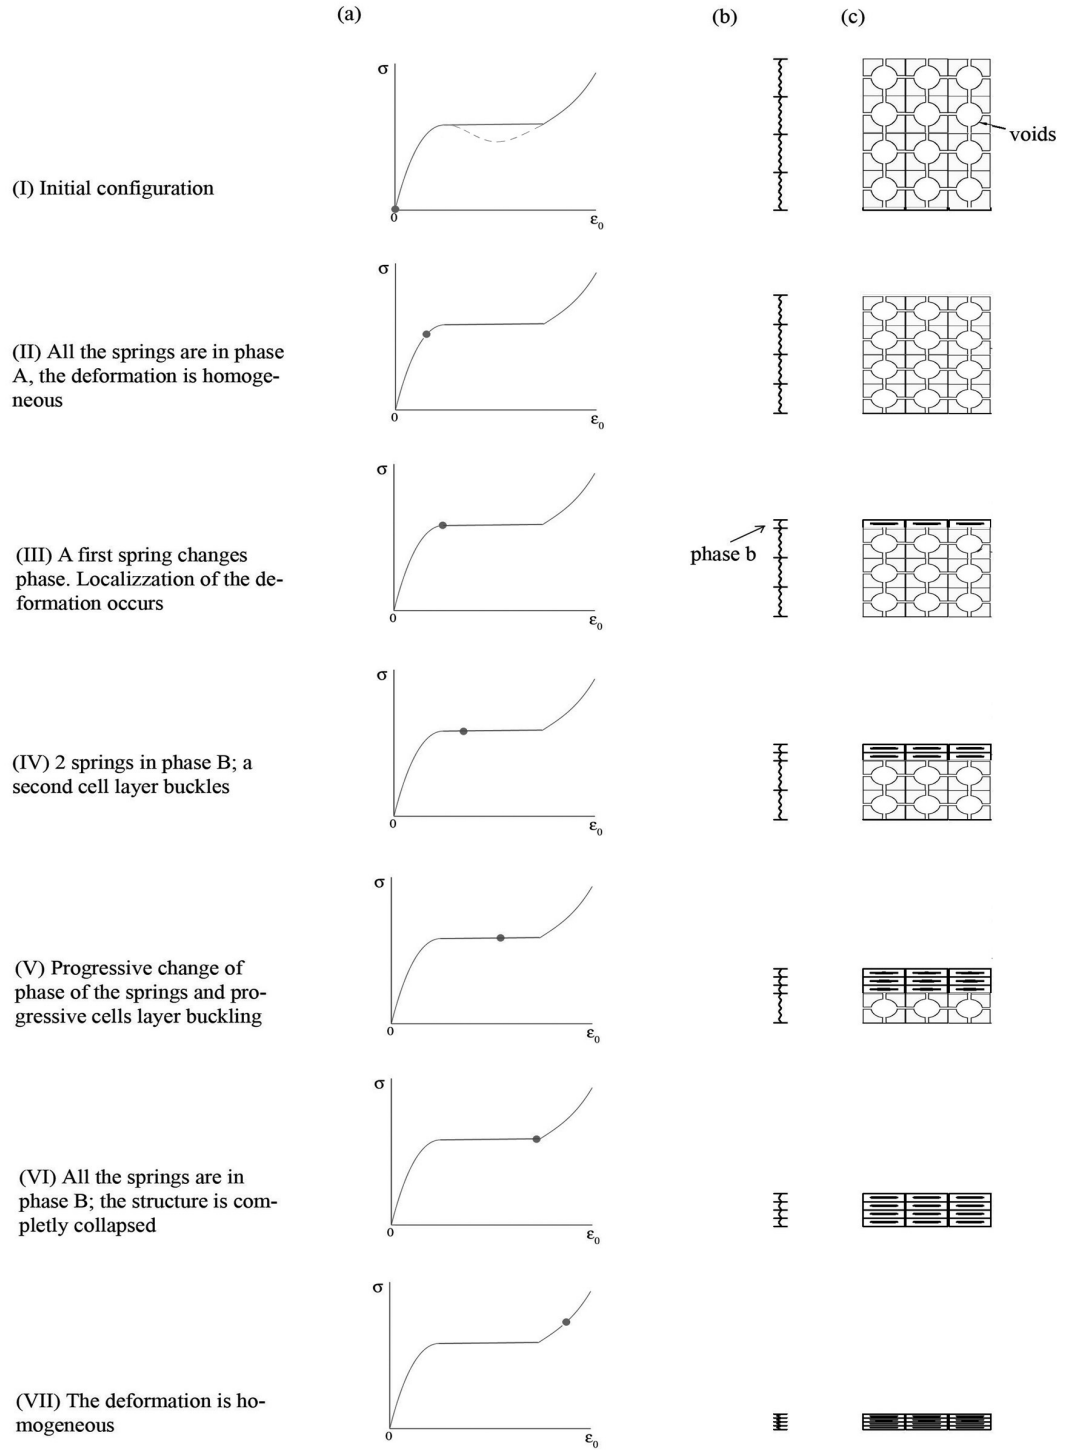 (a)
(b)
(c)
σ
voids
(I) Initial configuration
0
ε0
σ
(II) All the springs are in phase
A, the deformation is homoge-
neous
0
ε0
σ
phase b
(III) A first spring changes
phase. Localizzation of the de-
formation occurs
0
ε0
σ
(IV) 2 springs in phase B; a
second cell layer buckles
0
ε0
σ
(V) Progressive change of
phase of the springs and pro-
gressive cells layer buckling
0
ε0
σ
(VI) All the springs are in
phase B; the structure is com-
pletly collapsed
0
ε0
σ
(VII) The deformation is ho-
mogeneous
0
ε0